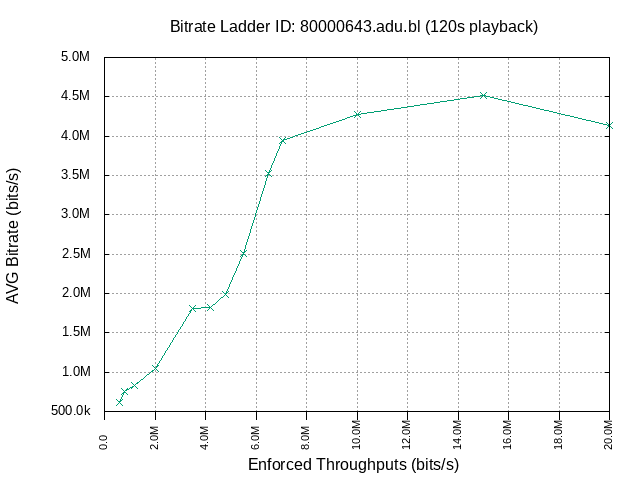 Bitrate Ladder ID: 80000643.adu.bl (120s playback)
5.0M
4.5M
4.0M
3.5M
3.0M
2.5M
2.0M
1.5M
1.0M
500.0k
AVG Bitrate (bits/s)
0.0 2.0M 4.0M 6.0M 8.0M 10.0M 12.0M 14.0M 16.0M 18.0M 20.0M
Enforced Throughputs (bits/s)